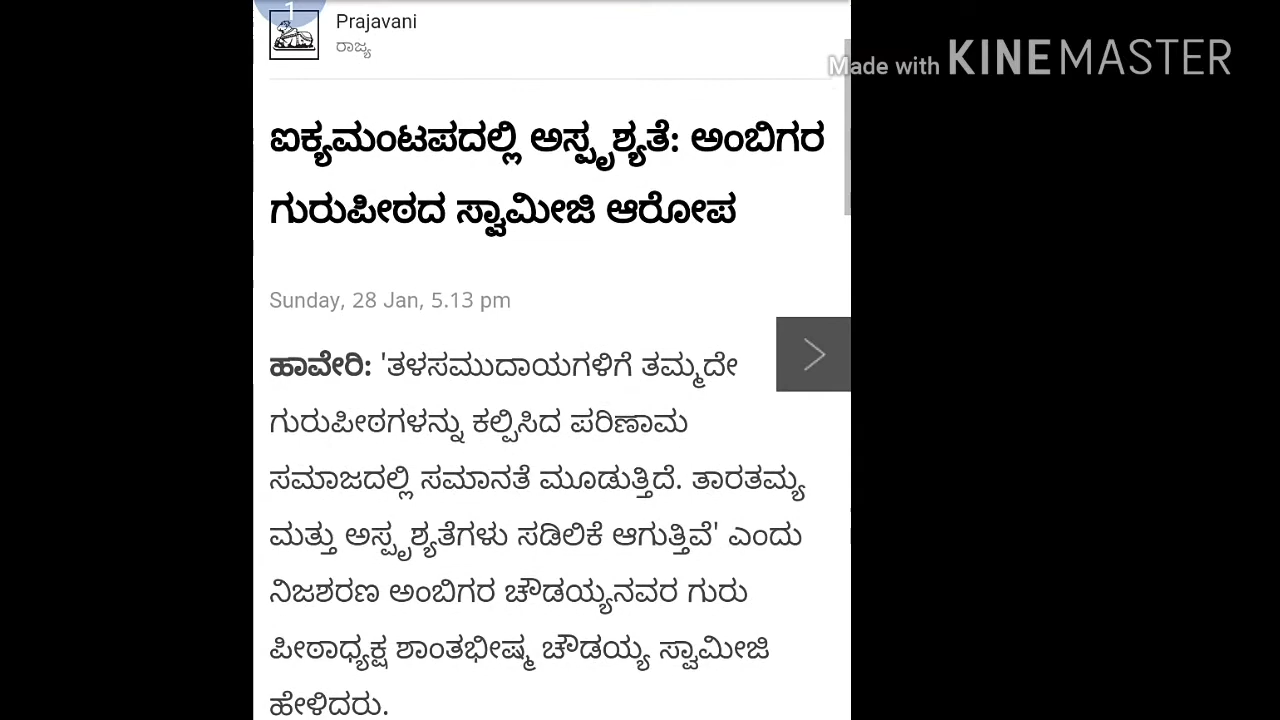 1
Prajavani
ರಾಜ್ಯ
Made with KINEMASTER
ಐಕ್ಯಮಂಟಪದಲ್ಲಿ ಅಸ್ಪೃಶ್ಯತೆ: ಅಂಬಿಗರ
ಗುರುಪೀಠದ ಸ್ವಾಮೀಜಿ ಆರೋಪ
Sunday, 28 Jan, 5.13 pm
ಹಾವೇರಿ: 'ತಳಸಮುದಾಯಗಳಿಗೆ ತಮ್ಮದೇ
ಗುರುಪೀಠಗಳನ್ನು ಕಲ್ಪಿಸಿದ ಪರಿಣಾಮ
ಸಮಾಜದಲ್ಲಿ ಸಮಾನತೆ ಮೂಡುತ್ತಿದೆ. ತಾರತಮ್ಯ
ಮತ್ತು ಅಸ್ಪೃಶ್ಯತೆಗಳು ಸಡಿಲಿಕೆ ಆಗುತ್ತಿವೆ' ಎಂದು
ನಿಜಶರಣ ಅಂಬಿಗರ ಚೌಡಯ್ಯನವರ ಗುರು
ಪೀಠಾಧ್ಯಕ್ಷ ಶಾಂತಭೀಷ್ಮ ಚೌಡಯ್ಯ ಸ್ವಾಮೀಜಿ
ಹೇಳಿದರು.